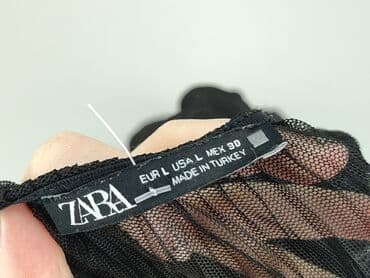 ZARA
EUR L USA L MEX 30
MADE IN TURKEY